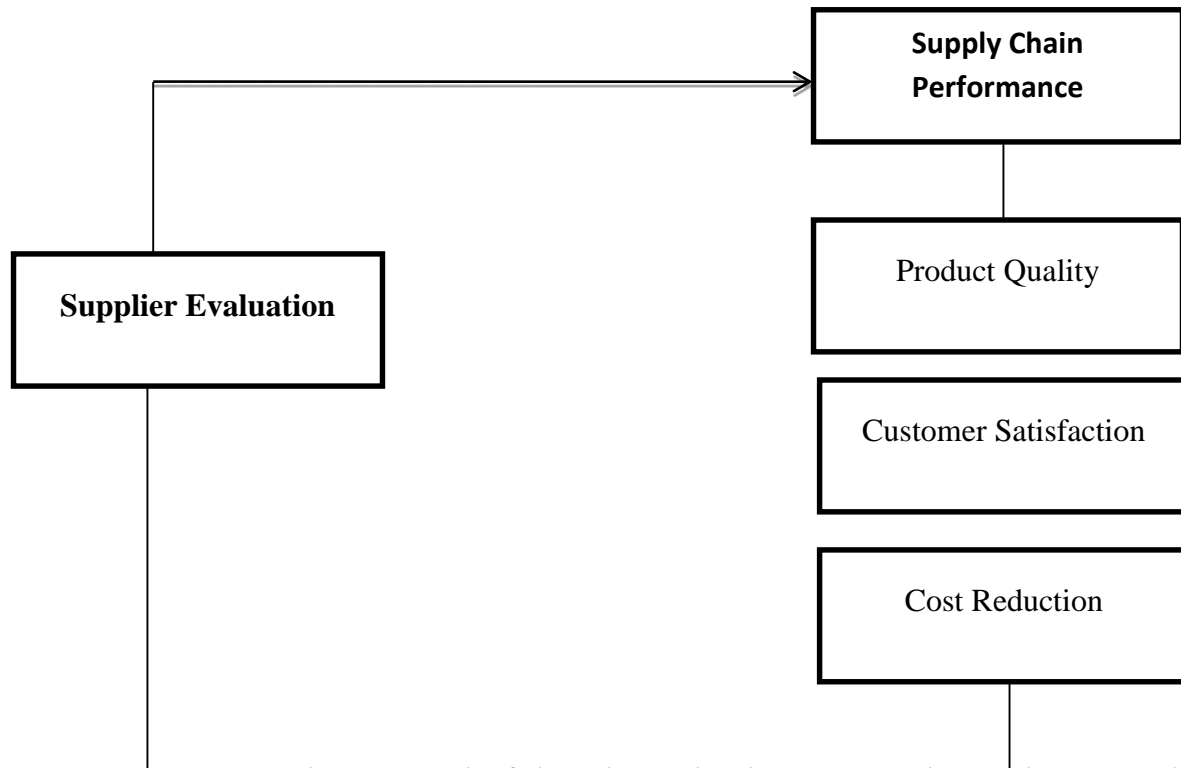 Supply Chain
Performance
Product Quality
Supplier Evaluation
Customer Satisfaction
Cost Reduction